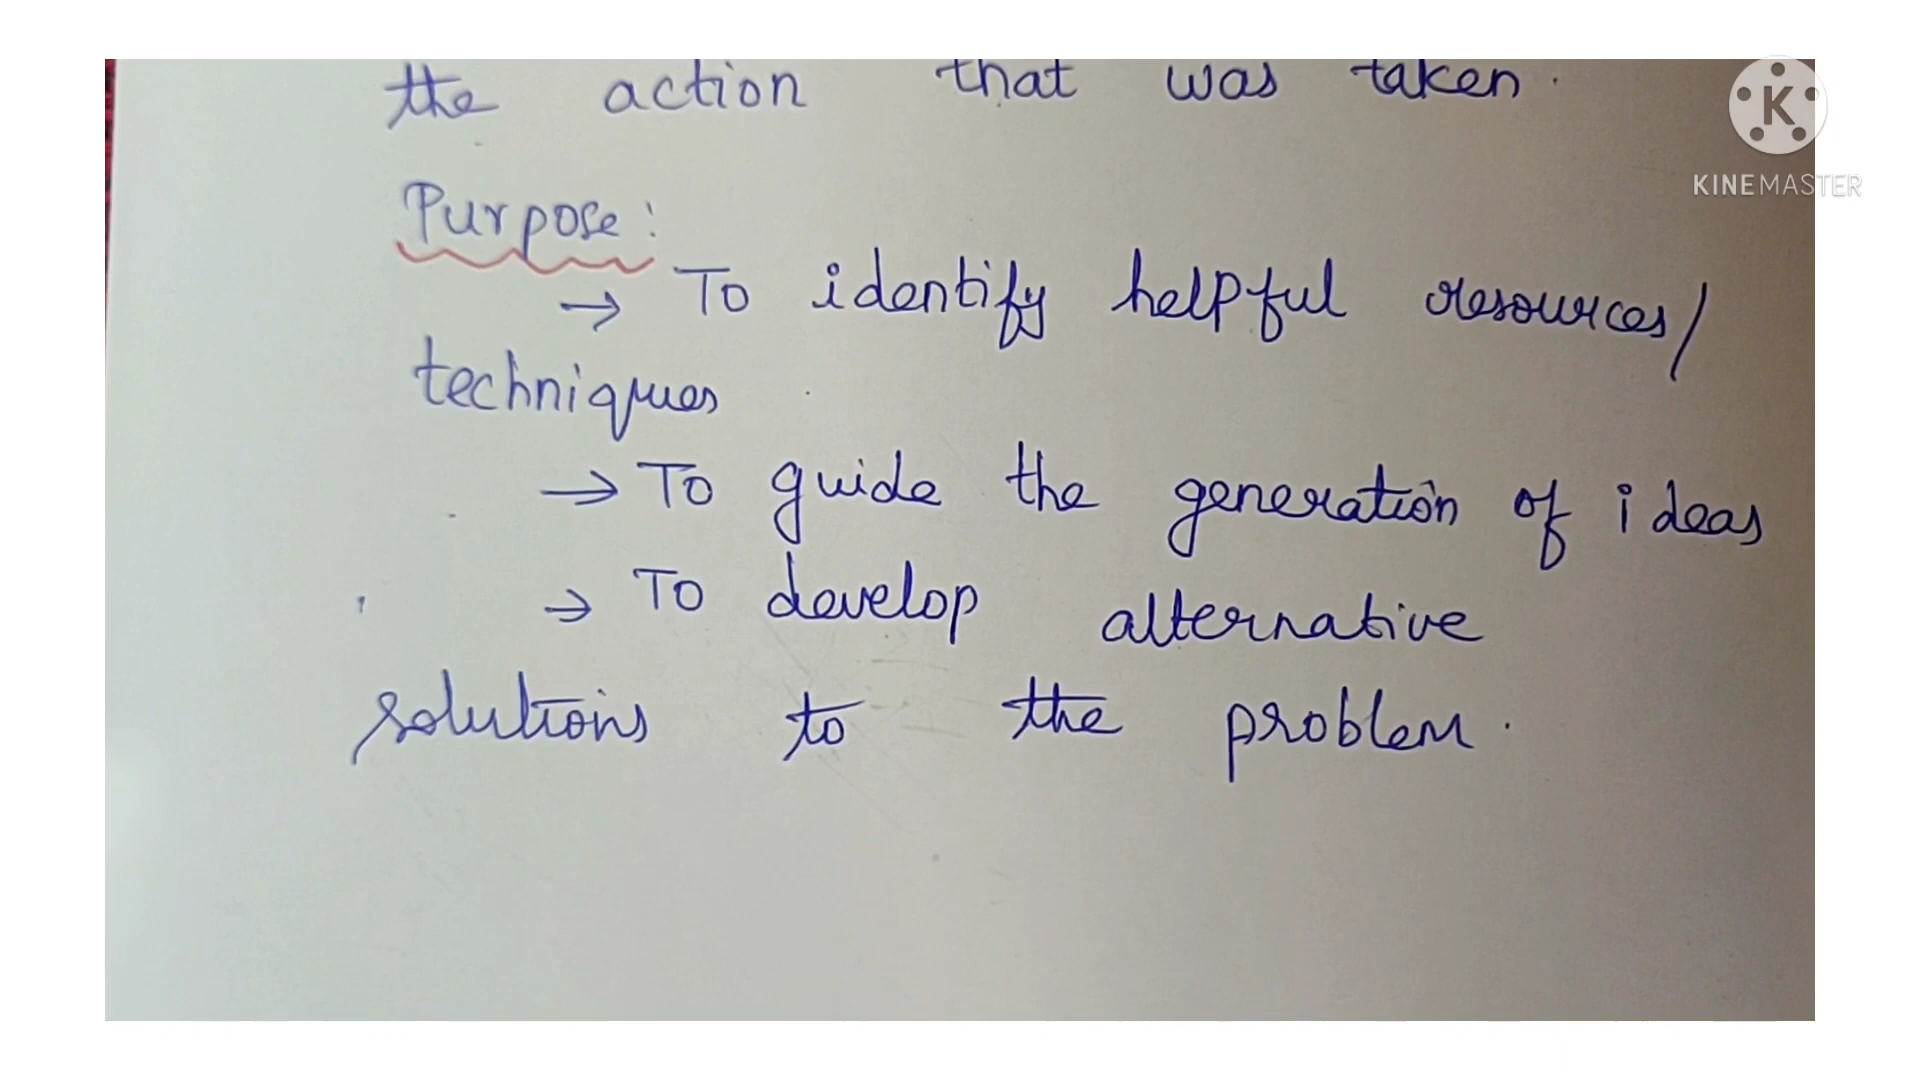 the action that was taken.
Purpose:
→ To identify helpful resources/
techniques
→ To guide the generation of ideas
→ To develop alternative
solutions to the problem.
K
KINEMASTER